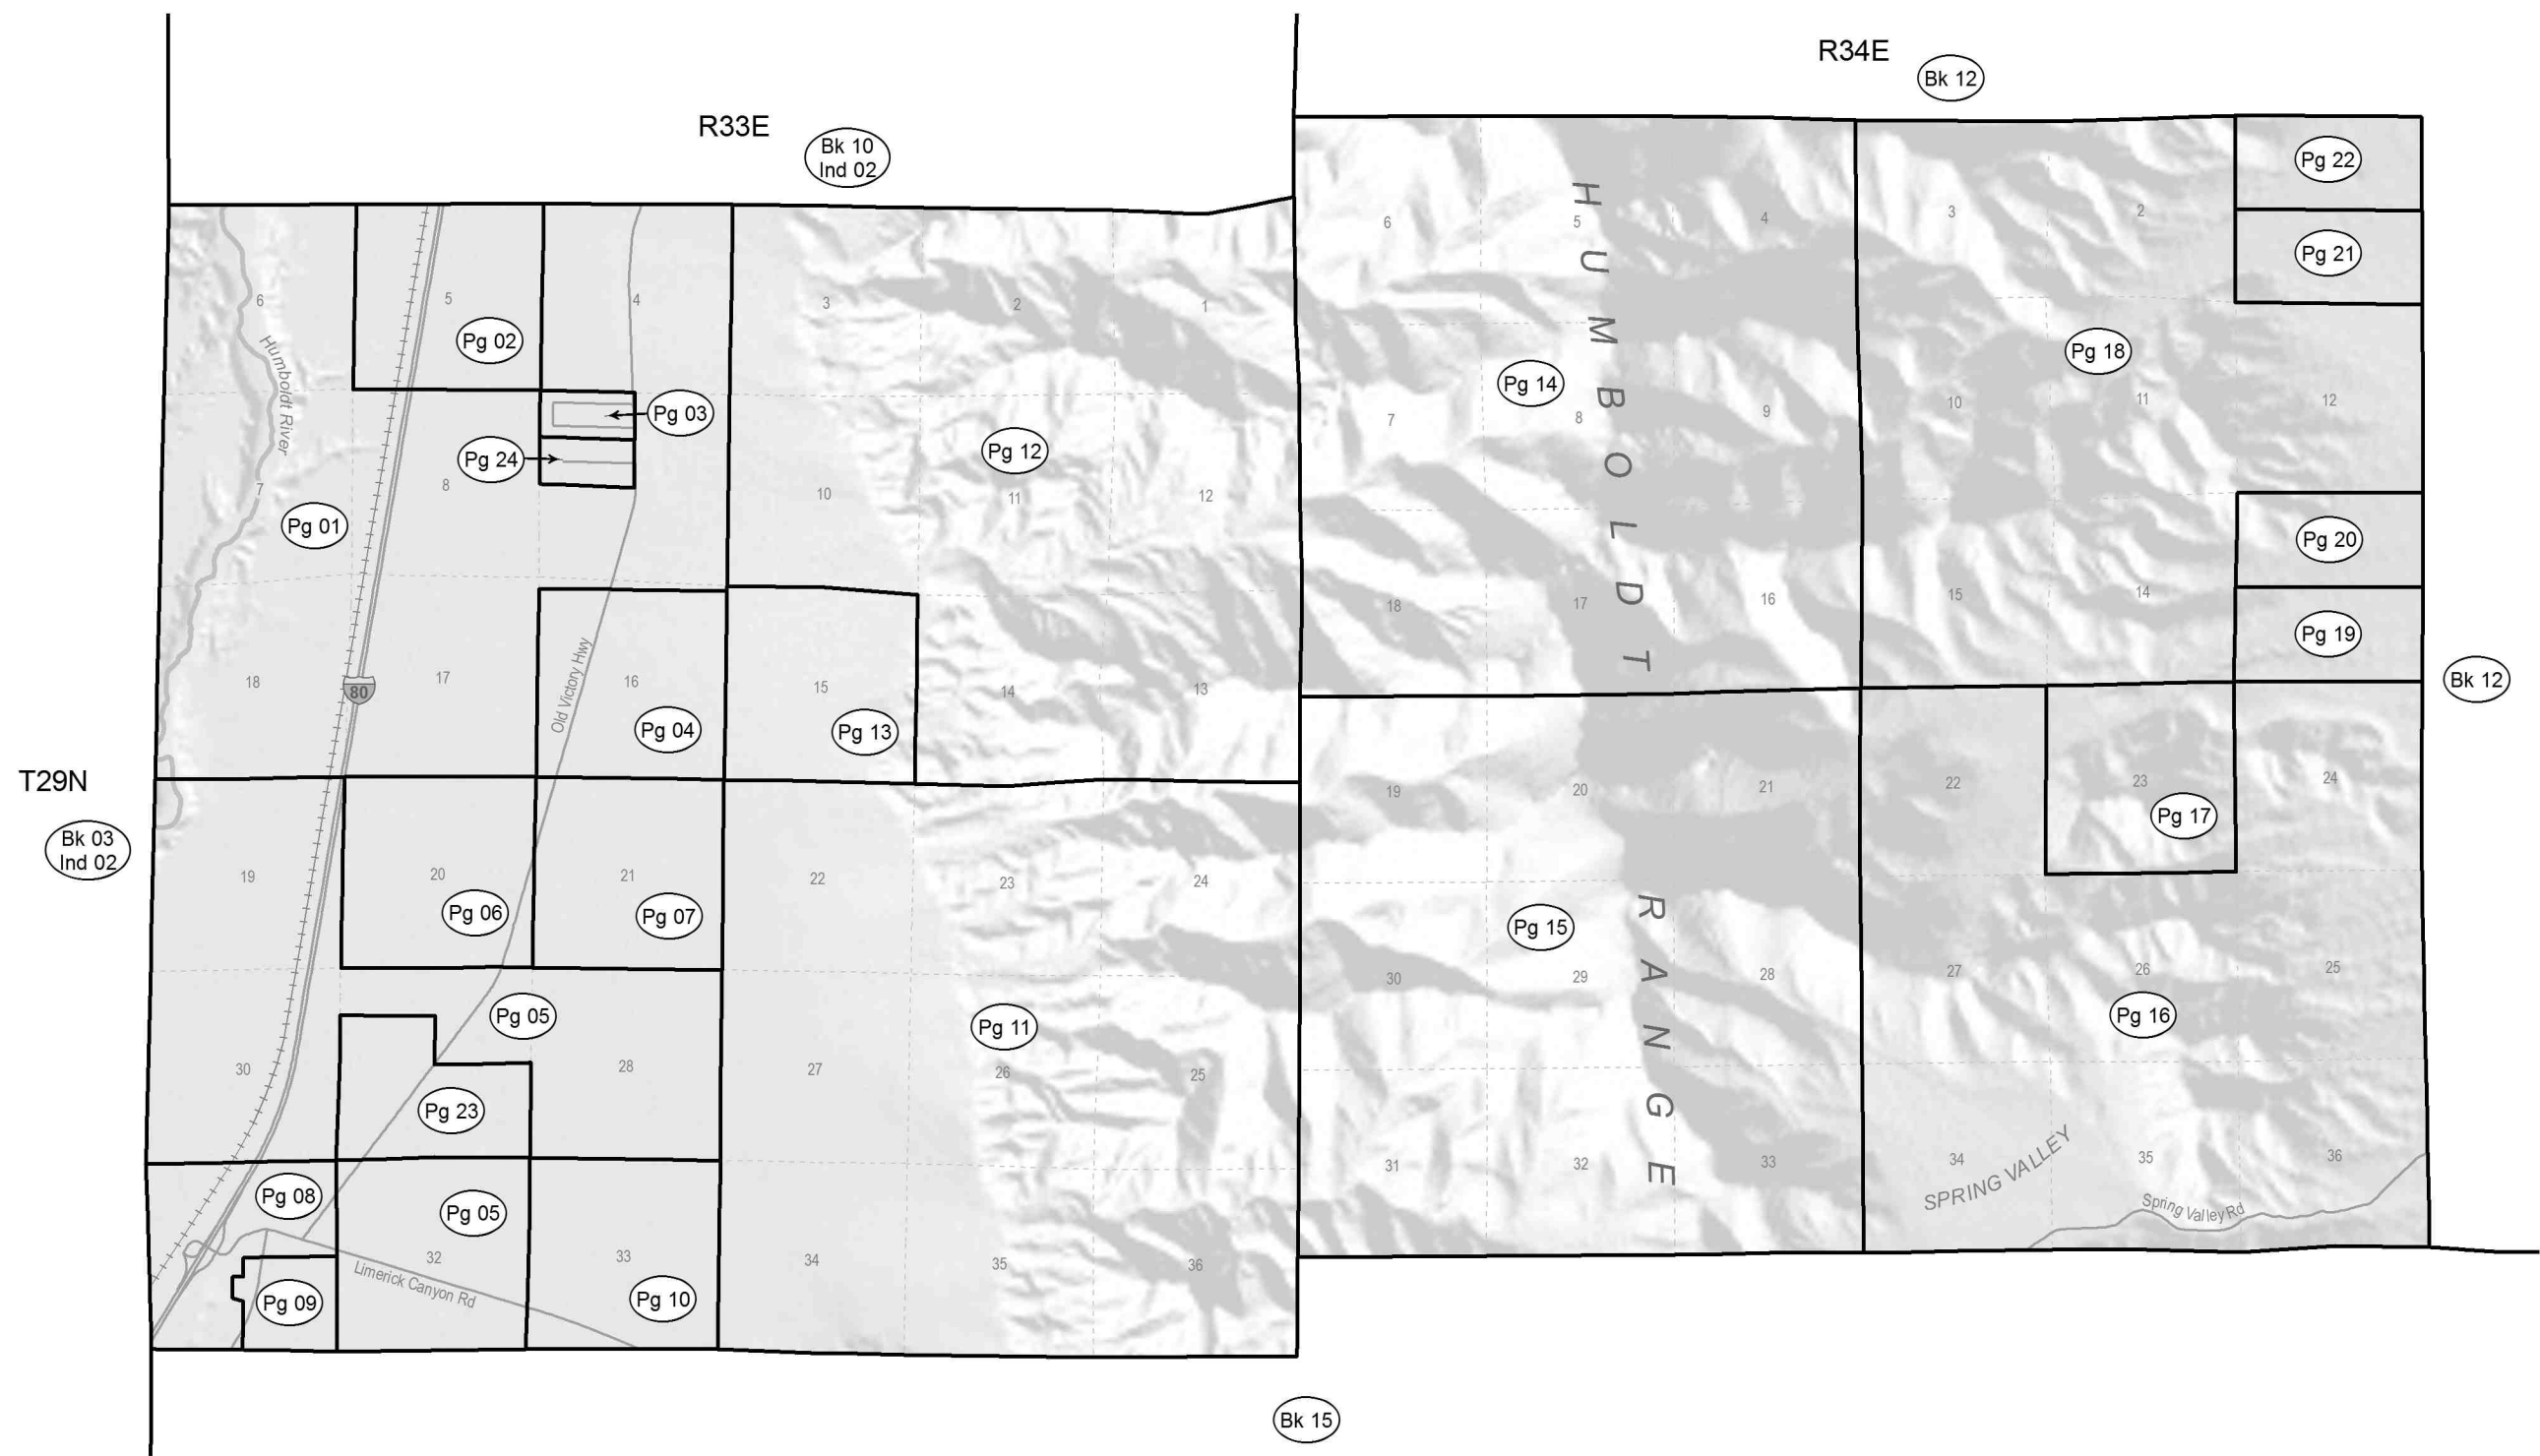 R34E
Bk 12
R33E
Bk 10
Ind 02
Pg 22
Pg 21
HUMBOLDT
6
5
4
3
2
6
5
4
3
2
1
Humboldt River
Pg 02
Pg 18
Pg 14
Pg 03
7
8
9
10
11
12
Pg 12
Pg 24
7
8
10
11
12
Pg 01
Pg 20
18
17
16
15
14
Pg 19
Old Victory Hwy
80
18
17
16
15
14
13
Pg 04
Pg 13
Bk 12
T29N
Bk 03
Ind 02
19
20
21
22
23
24
Pg 17
19
20
21
22
23
24
Pg 06
Pg 07
RANGE
Pg 15
30
29
28
27
26
25
Pg 05
Pg 11
Pg 16
30
28
27
26
25
Pg 23
31
32
33
34
35
36
SPRING VALLEY
Spring Valley Rd
Pg 08
Pg 05
32
33
34
35
36
Limerick Canyon Rd
Pg 09
Pg 10
Bk 15